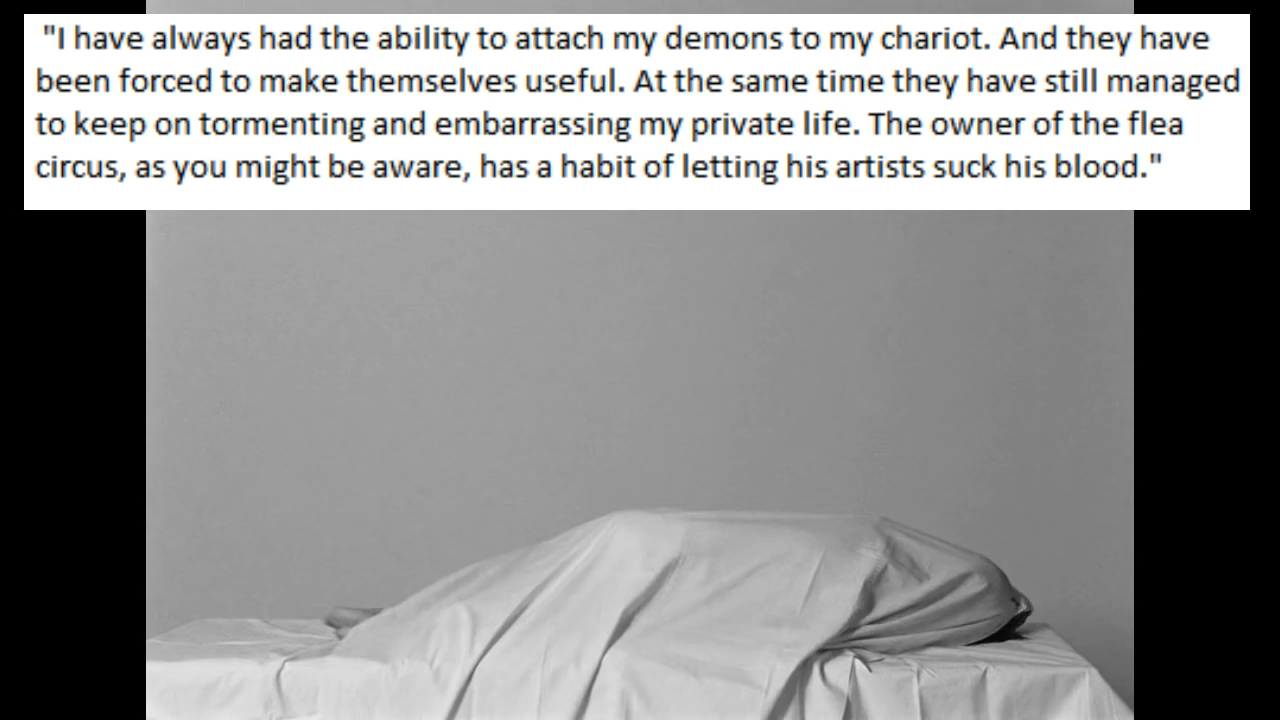 "I have always had the ability to attach my demons to my chariot. And they have
been forced to make themselves useful. At the same time they have still managed
to keep on tormenting and embarrassing my private life. The owner of the flea
circus, as you might be aware, has a habit of letting his artists suck his blood."